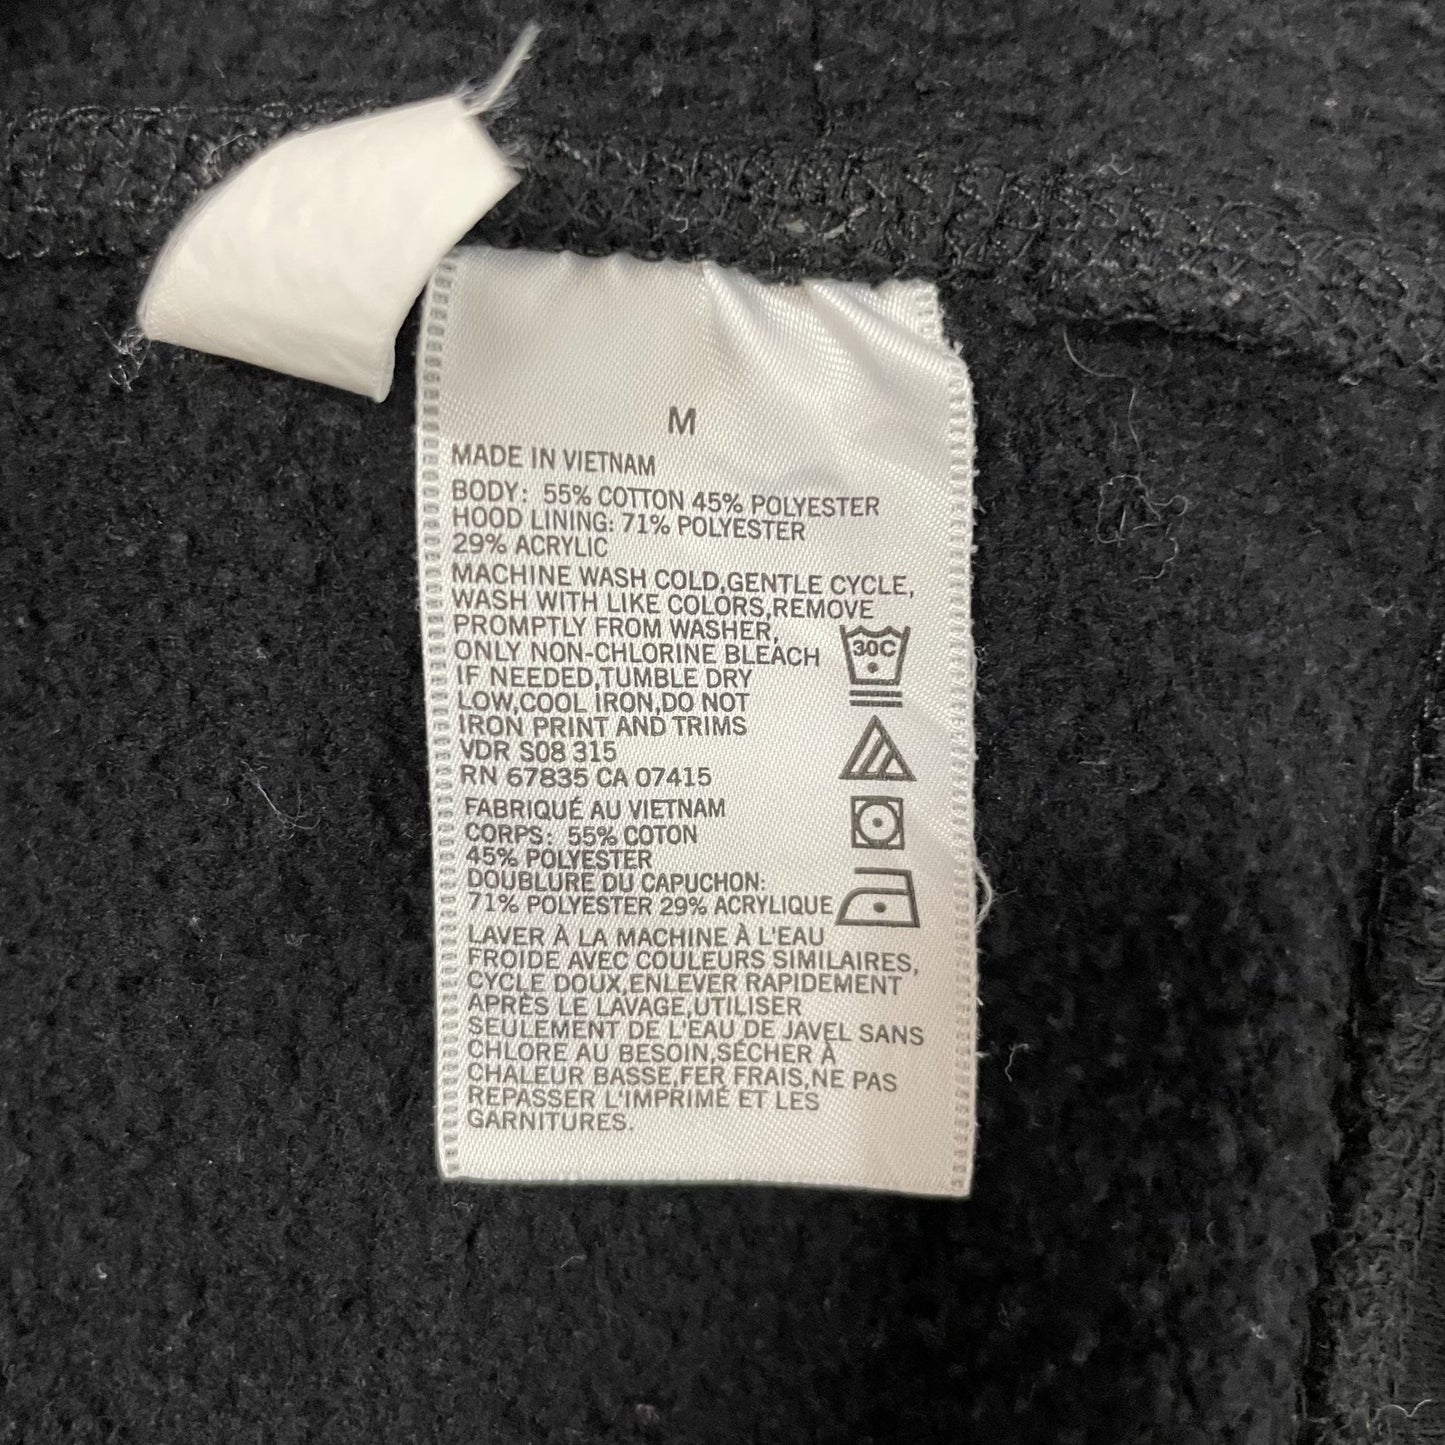 M
MADE IN VIETNAM
BODY: 55% COTTON 45% POLYESTER
HOOD LINING: 71% POLYESTER
29% ACRYLIC
MACHINE WASH COLD,GENTLE CYCLE,
WASH WITH LIKE COLORS,REMOVE
PROMPTLY FROM WASHER,
ONLY NON-CHLORINE BLEACH
IF NEEDED,TUMBLE DRY
LOW,COOL IRON,DO NOT
IRON PRINT AND TRIMS
VDR S08 315
RN 67835 CA 07415
30C
FABRIQUÉ AU VIETNAM
CORPS: 55% COTON
45% POLYESTER
DOUBLURE DU CAPUCHON:
71% POLYESTER 29% ACRYLIQUE
LAVER À LA MACHINE À L'EAU
FROIDE AVEC COULEURS SIMILAIRES,
CYCLE DOUX,ENLEVER RAPIDEMENT
APRÈS LE LAVAGE,UTILISER
SEULEMENT DE L'EAU DE JAVEL SANS
CHLORE AU BESOIN,SÉCHER À
CHALEUR BASSE,FER FRAIS,NE PAS
REPASSER L'IMPRIMÉ ET LES
GARNITURES.